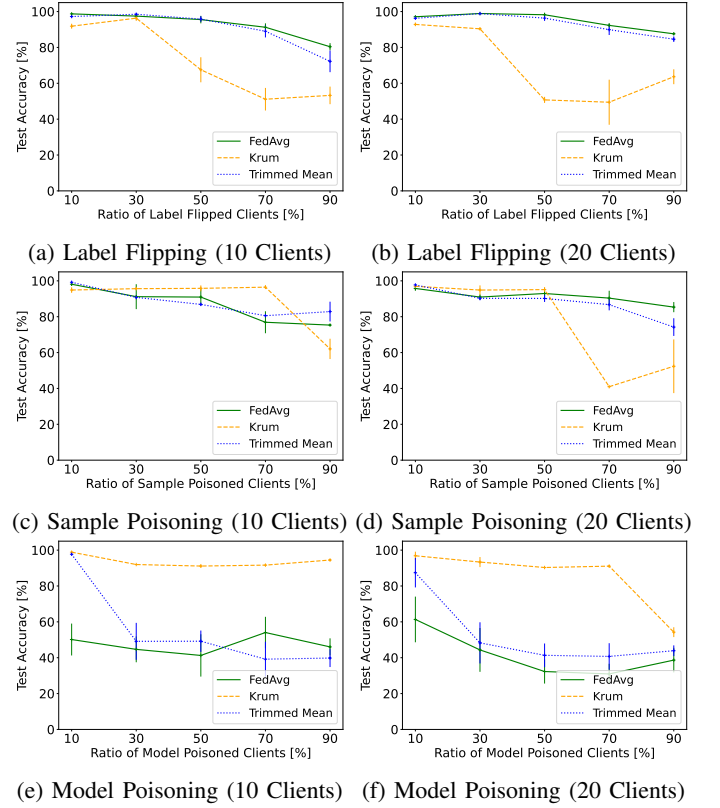 100
80
60
40
20
0
Test Accuracy [%]
FedAvg
Krum
Trimmed Mean
10 30 50 70 90
Ratio of Label Flipped Clients [%]
(a) Label Flipping (10 Clients)
100
80
60
40
20
0
Test Accuracy [%]
FedAvg
Krum
Trimmed Mean
10 30 50 70 90
Ratio of Label Flipped Clients [%]
(b) Label Flipping (20 Clients)
100
80
60
40
20
0
Test Accuracy [%]
FedAvg
Krum
Trimmed Mean
10 30 50 70 90
Ratio of Sample Poisoned Clients [%]
(c) Sample Poisoning (10 Clients)
100
80
60
40
20
0
Test Accuracy [%]
FedAvg
Krum
Trimmed Mean
10 30 50 70 90
Ratio of Sample Poisoned Clients [%]
(d) Sample Poisoning (20 Clients)
100
80
60
40
20
0
Test Accuracy [%]
FedAvg
Krum
Trimmed Mean
10 30 50 70 90
Ratio of Model Poisoned Clients [%]
(e) Model Poisoning (10 Clients)
100
80
60
40
20
0
Test Accuracy [%]
FedAvg
Krum
Trimmed Mean
10 30 50 70 90
Ratio of Model Poisoned Clients [%]
(f) Model Poisoning (20 Clients)